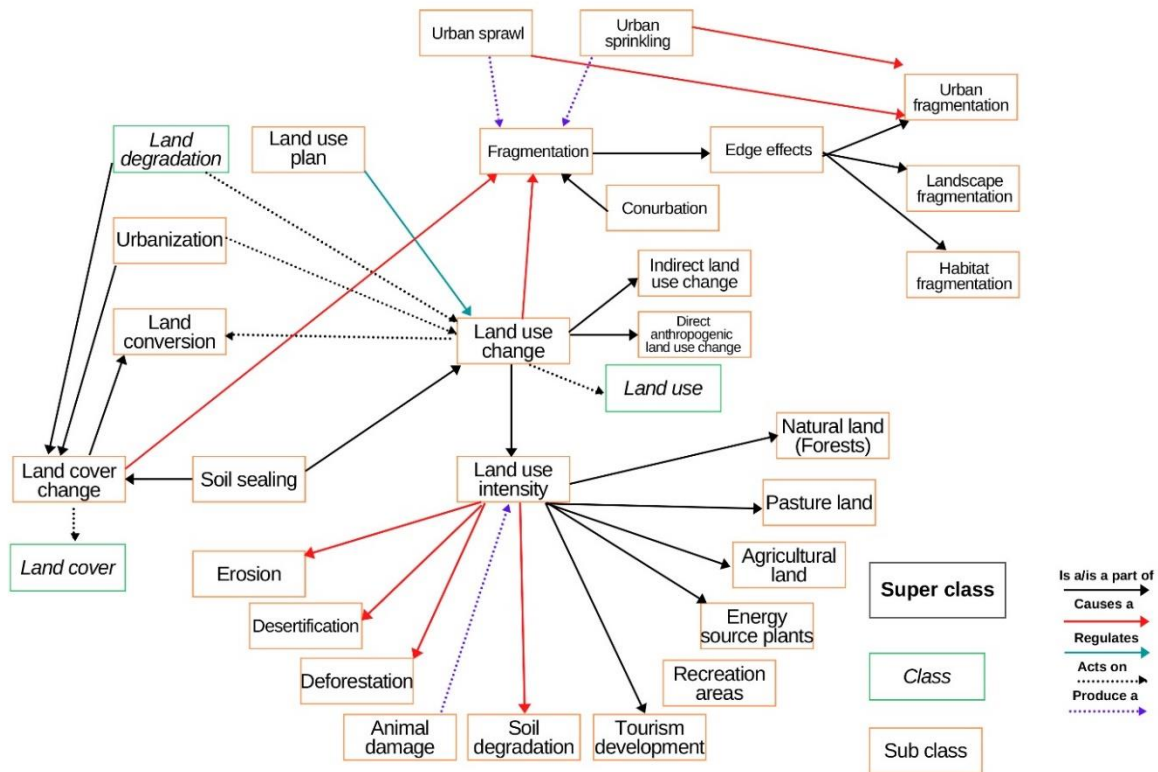 Urban sprawl
Urban
sprinkling
Urban
fragmentation
Land
degradation
Land use
plan
Fragmentation
Edge effects
Landscape
fragmentation
Conurbation
Urbanization
Habitat
fragmentation
Indirect land
use change
Land
conversion
Land use
change
Direct
anthropogenic
land use change
Land use
Natural land
(Forests)
Land cover
change
Soil sealing
Land use
intensity
Pasture land
Land cover
Erosion
Agricultural
land
Desertification
Energy
source plants
Deforestation
Recreation
areas
Animal
damage
Soil
degradation
Tourism
development
Super class
Class
Sub class
Is a/is a part of
Causes a
Regulates
Acts on
Produce a